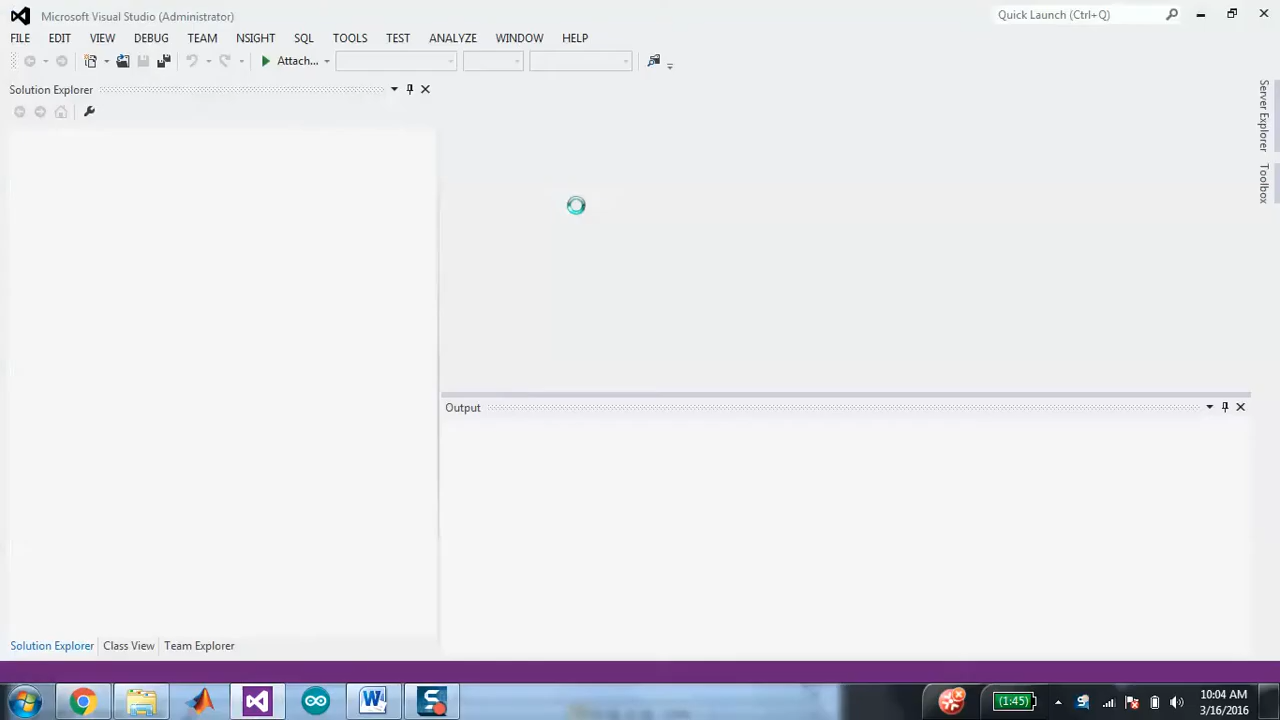 Microsoft Visual Studio (Administrator)
Quick Launch (Ctrl+Q)
FILE EDIT VIEW DEBUG TEAM NSIGHT SQL TOOLS TEST ANALYZE WINDOW HELP
Attach...
Solution Explorer
Server Explorer
Toolbox
Output
Solution Explorer Class View Team Explorer
(1:45)
10:04 AM
3/16/2016